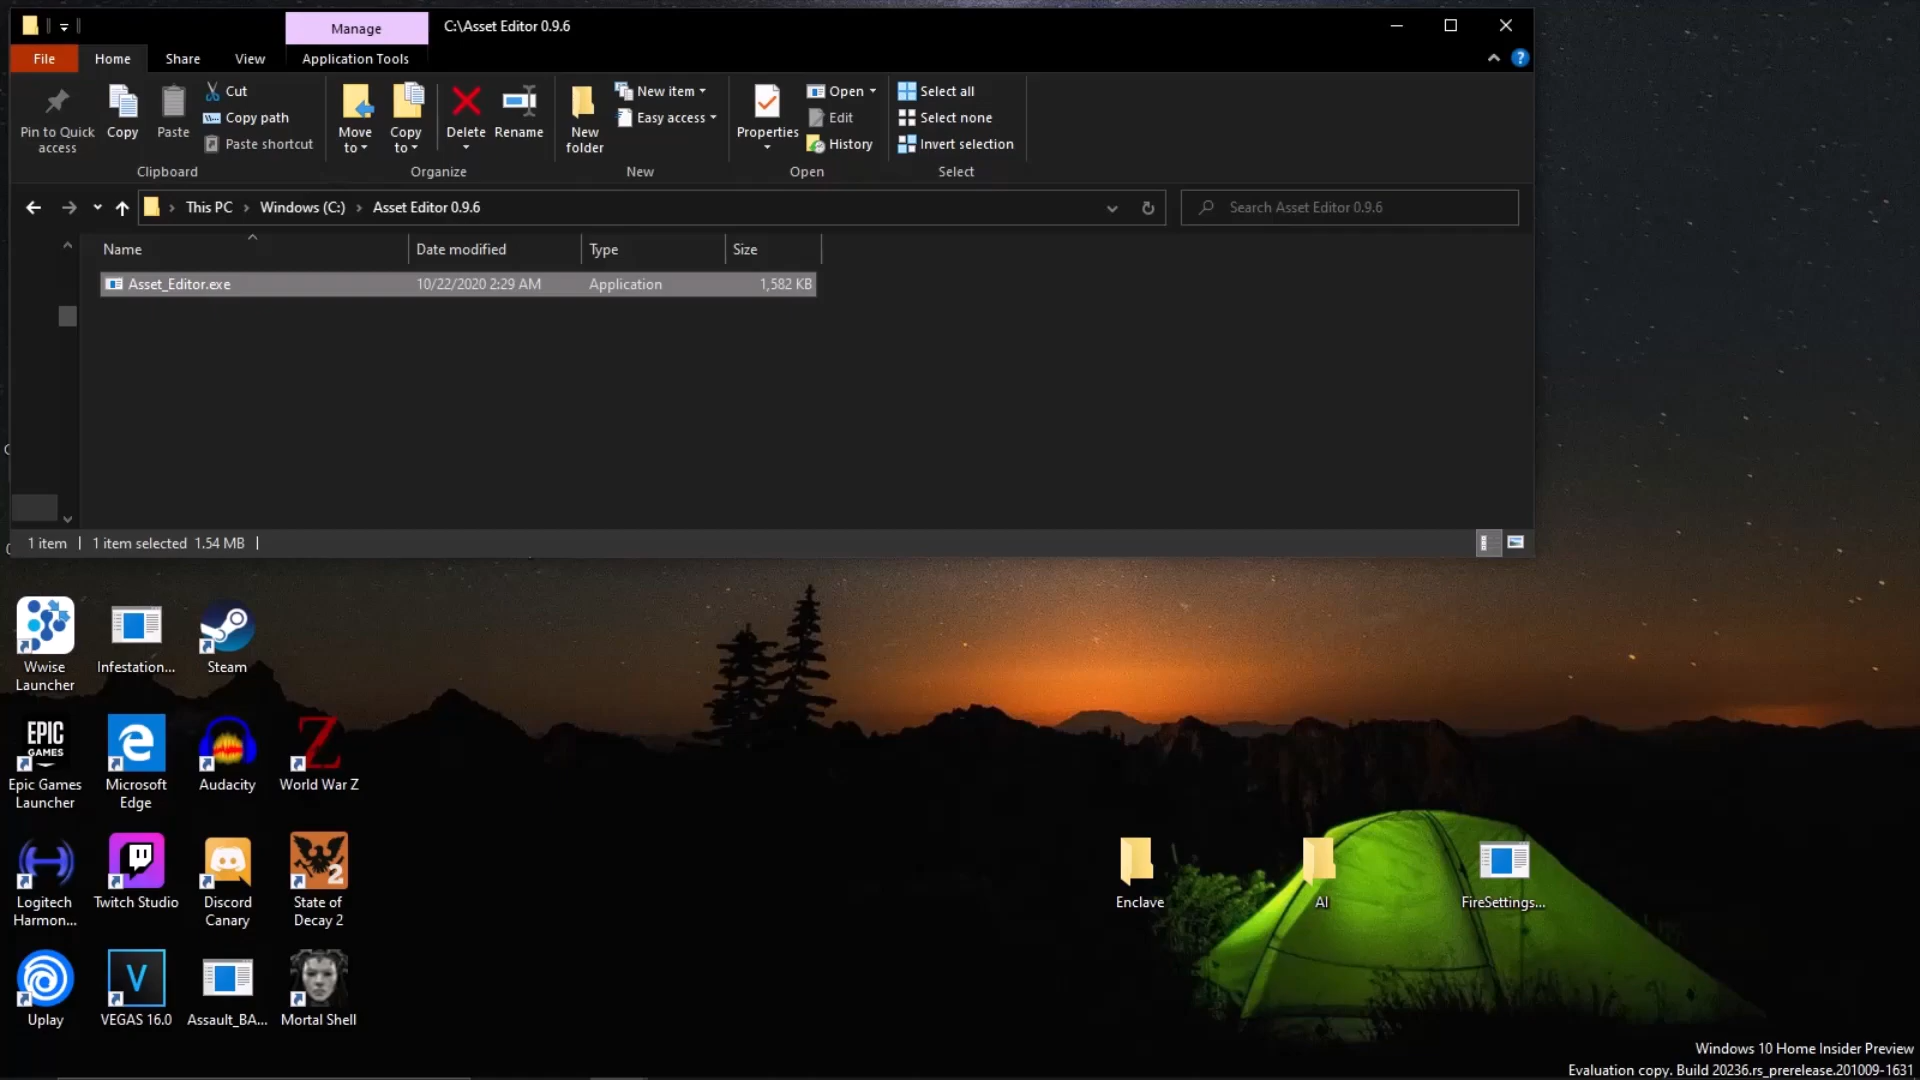 Manage
C:\Asset Editor 0.9.6
File
Home
Share
View
Application Tools
Pin to Quick
access
Copy
Paste
Cut
Copy path
Paste shortcut
Clipboard
Move
to
Copy
to
Delete
Rename
Organize
New
folder
New item
Easy access
New
Properties
Open
Edit
History
Open
Select all
Select none
Invert selection
Select
This PC
Windows (C:)
Asset Editor 0.9.6
Search Asset Editor 0.9.6
Name
Date modified
Type
Size
Asset_Editor.exe
10/22/2020 2:29 AM
Application
1,582 KB
1 item
1 item selected 1.54 MB
Wwise
Launcher
Infestation...
Steam
EPIC
GAMES
Epic Games
Launcher
Microsoft
Edge
Audacity
World War Z
Logitech
Harmon...
Twitch Studio
Discord
Canary
2
State of
Decay 2
Uplay
V
VEGAS 16.0
Assault_BA...
Mortal Shell
Enclave
AI
FireSettings...
Windows 10 Home Insider Preview
Evaluation copy. Build 20236.rs_prerelease.201009-1631